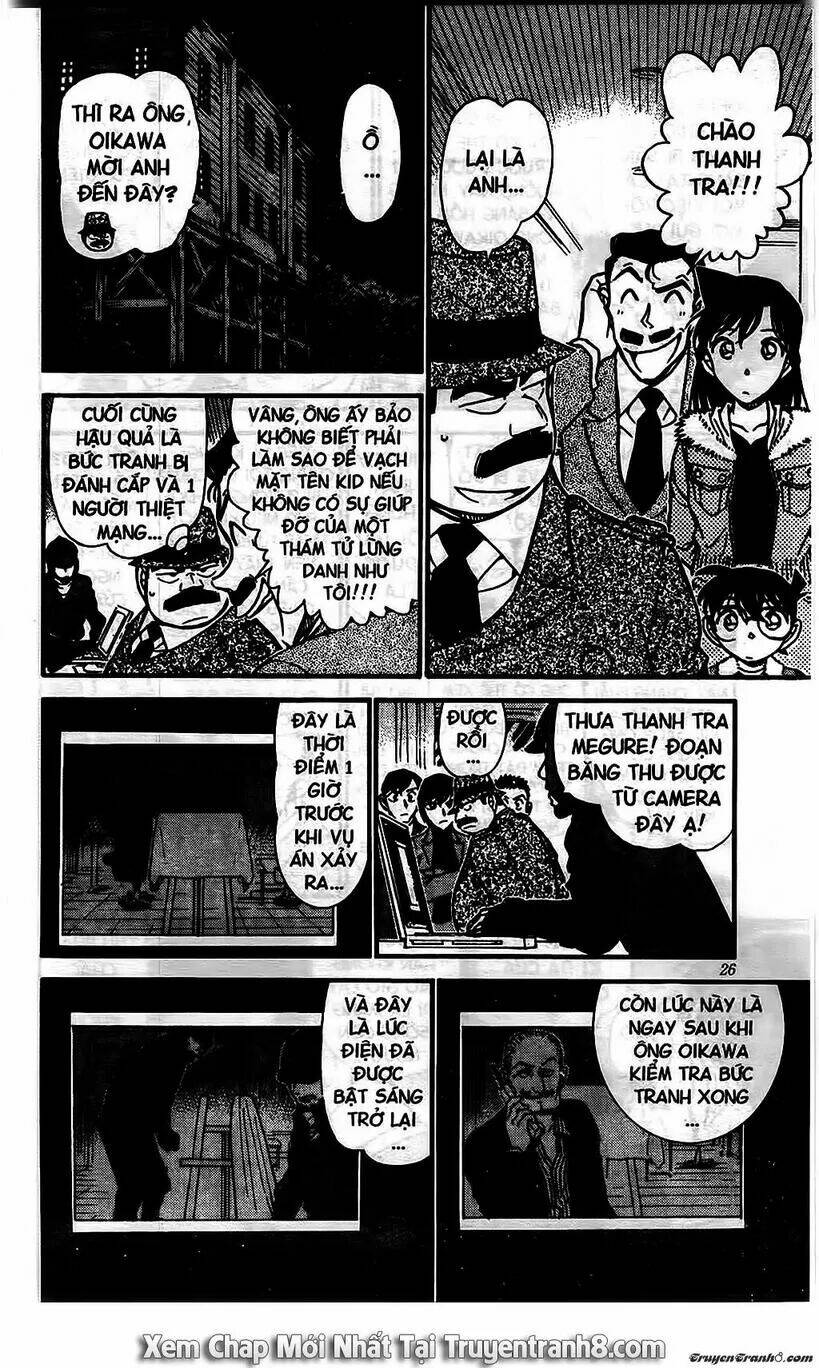 CHÀO
THANH
TRA!!!
LẠI LÀ
ANH...
Ồ
...
THÌ RA ÔNG,
OIKAWA
MỜI ANH
ĐẾN ĐÂY?
VÂNG, ÔNG ẤY BẢO
KHÔNG BIẾT PHẢI
LÀM SAO ĐỂ VẠCH
MẶT TÊN KID NẾU
KHÔNG CÓ SỰ GIÚP
ĐỠ CỦA MỘT
THÁM TỬ LỪNG
DANH NHƯ
TÔI!!!
CUỐI CÙNG
HẬU QUẢ LÀ
BỨC TRANH BỊ
ĐÁNH CẮP VÀ 1
NGƯỜI THIỆT
MẠNG...
THƯA THANH TRA
MEGURE! ĐOẠN
BĂNG THU ĐƯỢC
TỪ CAMERA
ĐÂY Ạ!
ĐƯỢC
RỒI
...
ĐÂY LÀ
THỜI
ĐIỂM 1
GIỜ
TRƯỚC
KHI VỤ
ÁN XẢY
RA...
26
CÒN LÚC NÀY LÀ
NGAY SAU KHI
ÔNG OIKAWA
KIỂM TRA BỨC
TRANH XONG
...
VÀ ĐÂY
LÀ LÚC
ĐIỆN ĐÃ
ĐƯỢC
BẬT SÁNG
TRỞ LẠI
...
Xem Chap Mới Nhất Tại Truyentranh8.com
TruyenTranh8.com